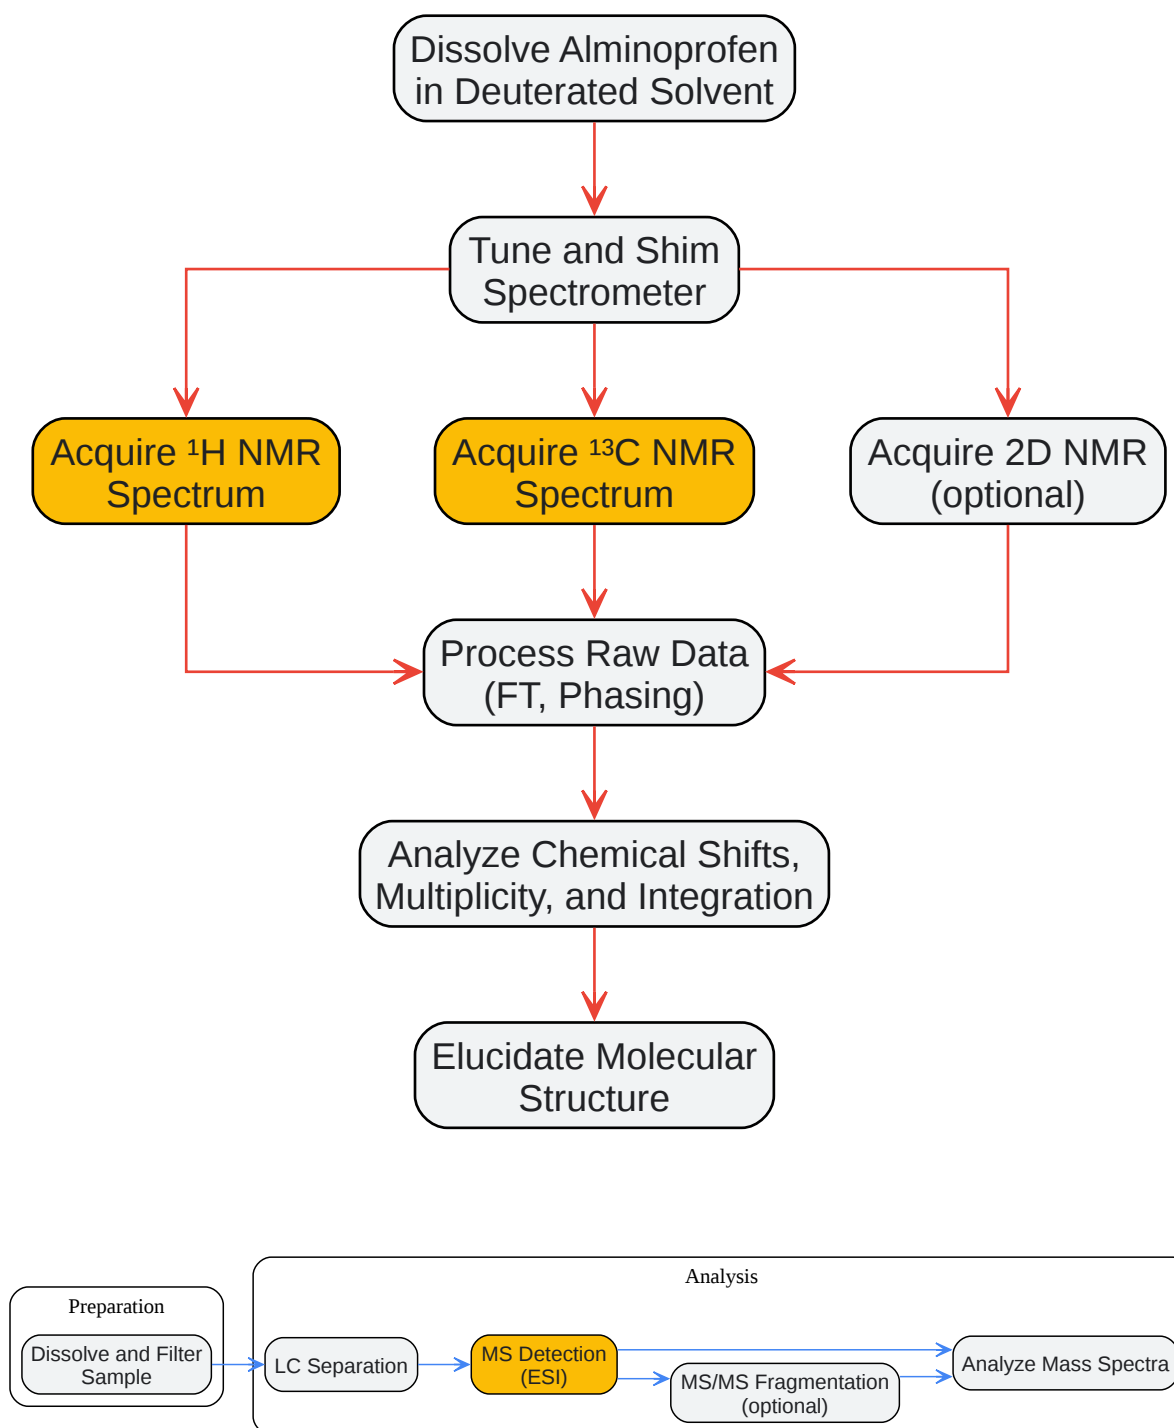 Dissolve Alminoprofen
in Deuterated Solvent
Tune and Shim
Spectrometer
Acquire ¹H NMR
Spectrum
Acquire ¹³C NMR
Spectrum
Acquire 2D NMR
(optional)
Process Raw Data
(FT, Phasing)
Analyze Chemical Shifts,
Multiplicity, and Integration
Elucidate Molecular
Structure
Preparation
Dissolve and Filter
Sample
Analysis
LC Separation
MS Detection
(ESI)
MS/MS Fragmentation
(optional)
Analyze Mass Spectra